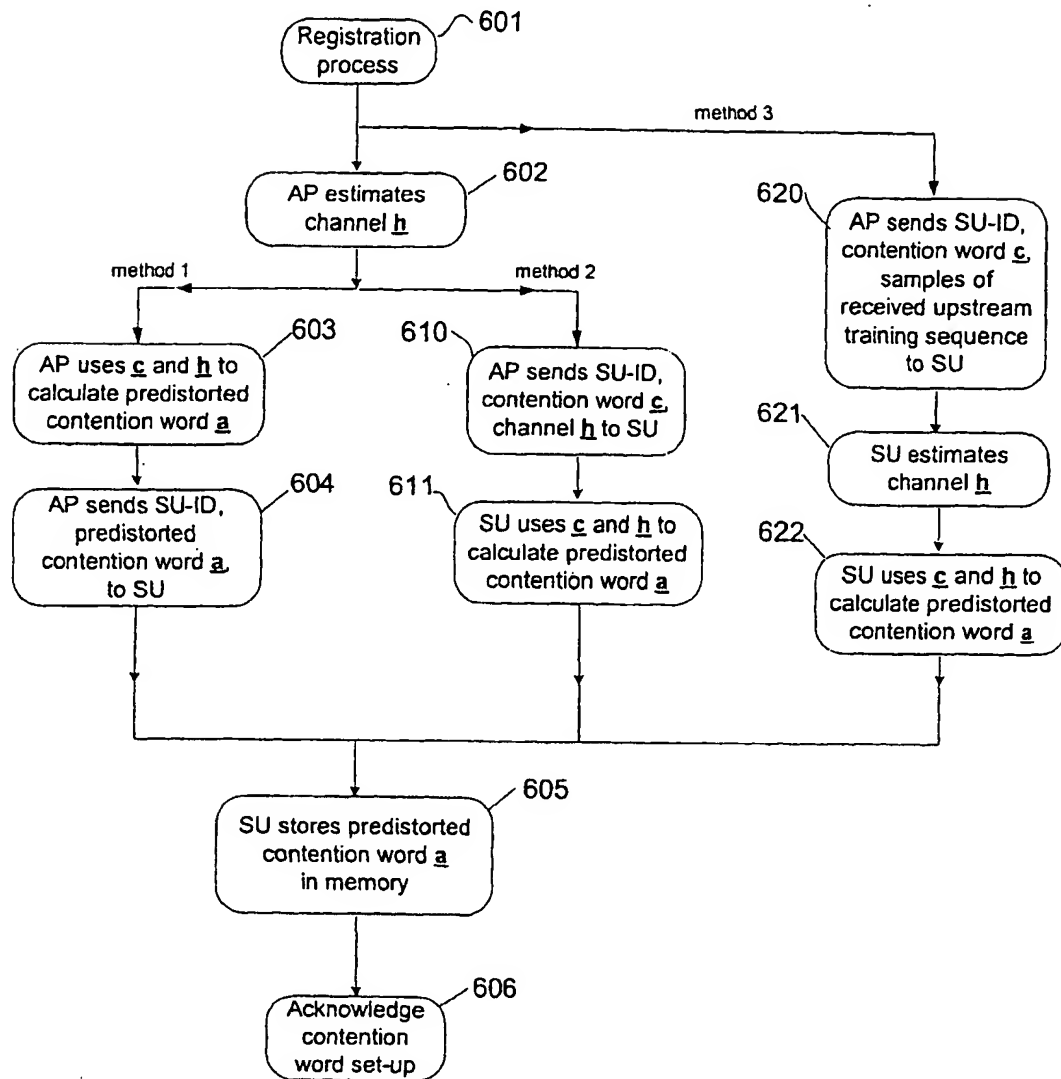 601
Registration
process
method 3
602
AP estimates
channel h
620
AP sends SU-ID,
contention word c,
samples of
received upstream
training sequence
to SU
method 1
method 2
603
AP uses c and h to
calculate predistorted
contention word a
610
AP sends SU-ID,
contention word c,
channel h to SU
621
SU estimates
channel h
604
AP sends SU-ID,
predistorted
contention word a,
to SU
611
SU uses c and h to
calculate predistorted
contention word a
622
SU uses c and h to
calculate predistorted
contention word a
605
SU stores predistorted
contention word a
in memory
606
Acknowledge
contention
word set-up